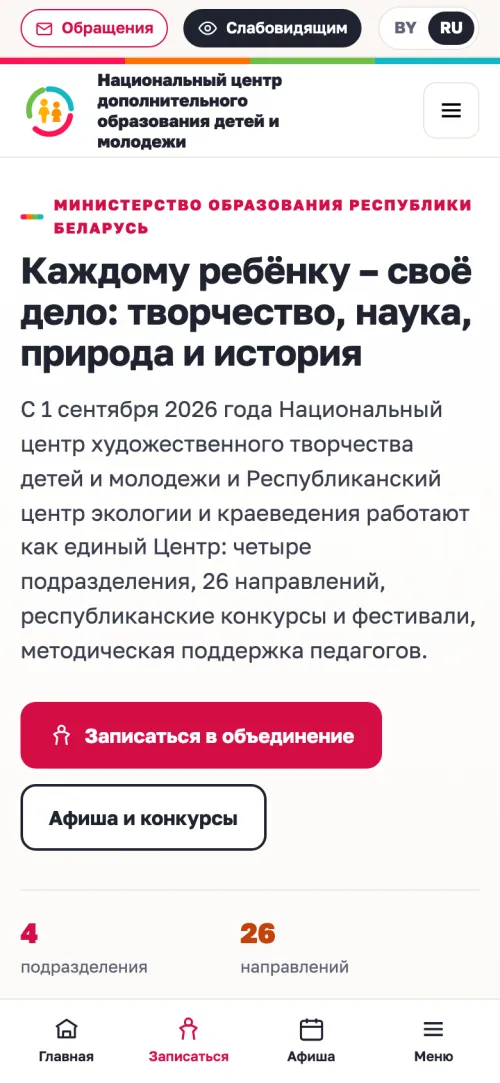 Обращения
Слабовидящим
BY
RU
Национальный центр
дополнительного
образования детей и
молодежи
МИНИСТЕРСТВО ОБРАЗОВАНИЯ РЕСПУБЛИКИ
БЕЛАРУСЬ
Каждому ребёнку – своё
дело: творчество, наука,
природа и история
С 1 сентября 2026 года Национальный
центр художественного творчества
детей и молодежи и Республиканский
центр экологии и краеведения работают
как единый Центр: четыре
подразделения, 26 направлений,
республиканские конкурсы и фестивали,
методическая поддержка педагогов.
Записаться в объединение
Афиша и конкурсы
4
подразделения
26
направлений
Главная
Записаться
Афиша
Меню